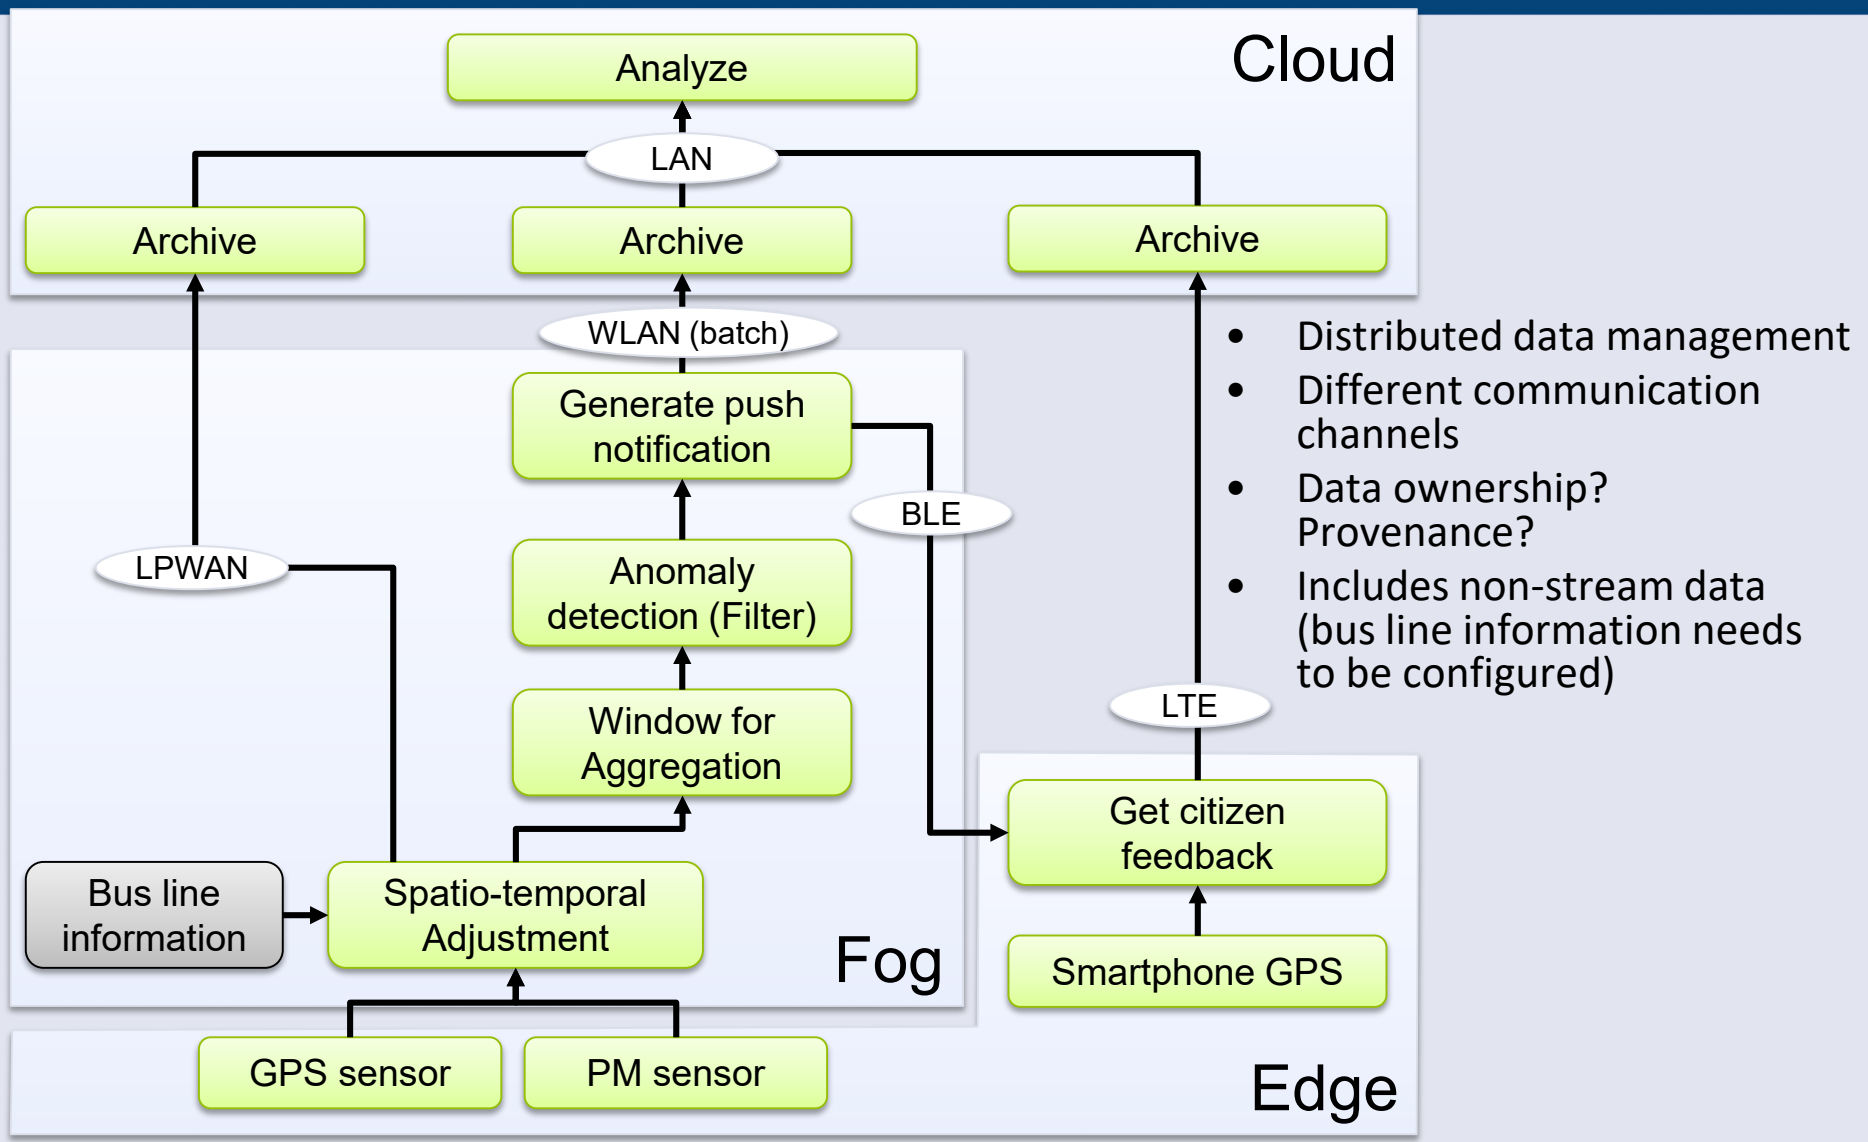 Cloud
Analyze
LAN
Archive
Archive
Archive
WLAN (batch)
Generate push
notification
BLE
LPWAN
Anomaly
detection (Filter)
Window for
Aggregation
Bus line
information
Spatio-temporal
Adjustment
Fog
GPS sensor
PM sensor
LTE
Get citizen
feedback
Smartphone GPS
Edge
• Distributed data management
• Different communication
channels
• Data ownership?
Provenance?
• Includes non-stream data
(bus line information needs
to be configured)